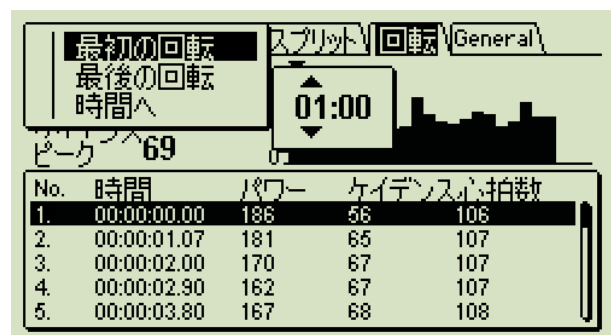 最初の回転
最後の回転
時間へ
スプリット 回転 General
01:00
ピーク 69
No. 時間 パワー ケイデンス心拍数
1. 00:00:00.00 186 56 106
2. 00:00:01.07 181 65 107
3. 00:00:02.00 170 67 107
4. 00:00:02.90 162 67 107
5. 00:00:03.80 167 68 108